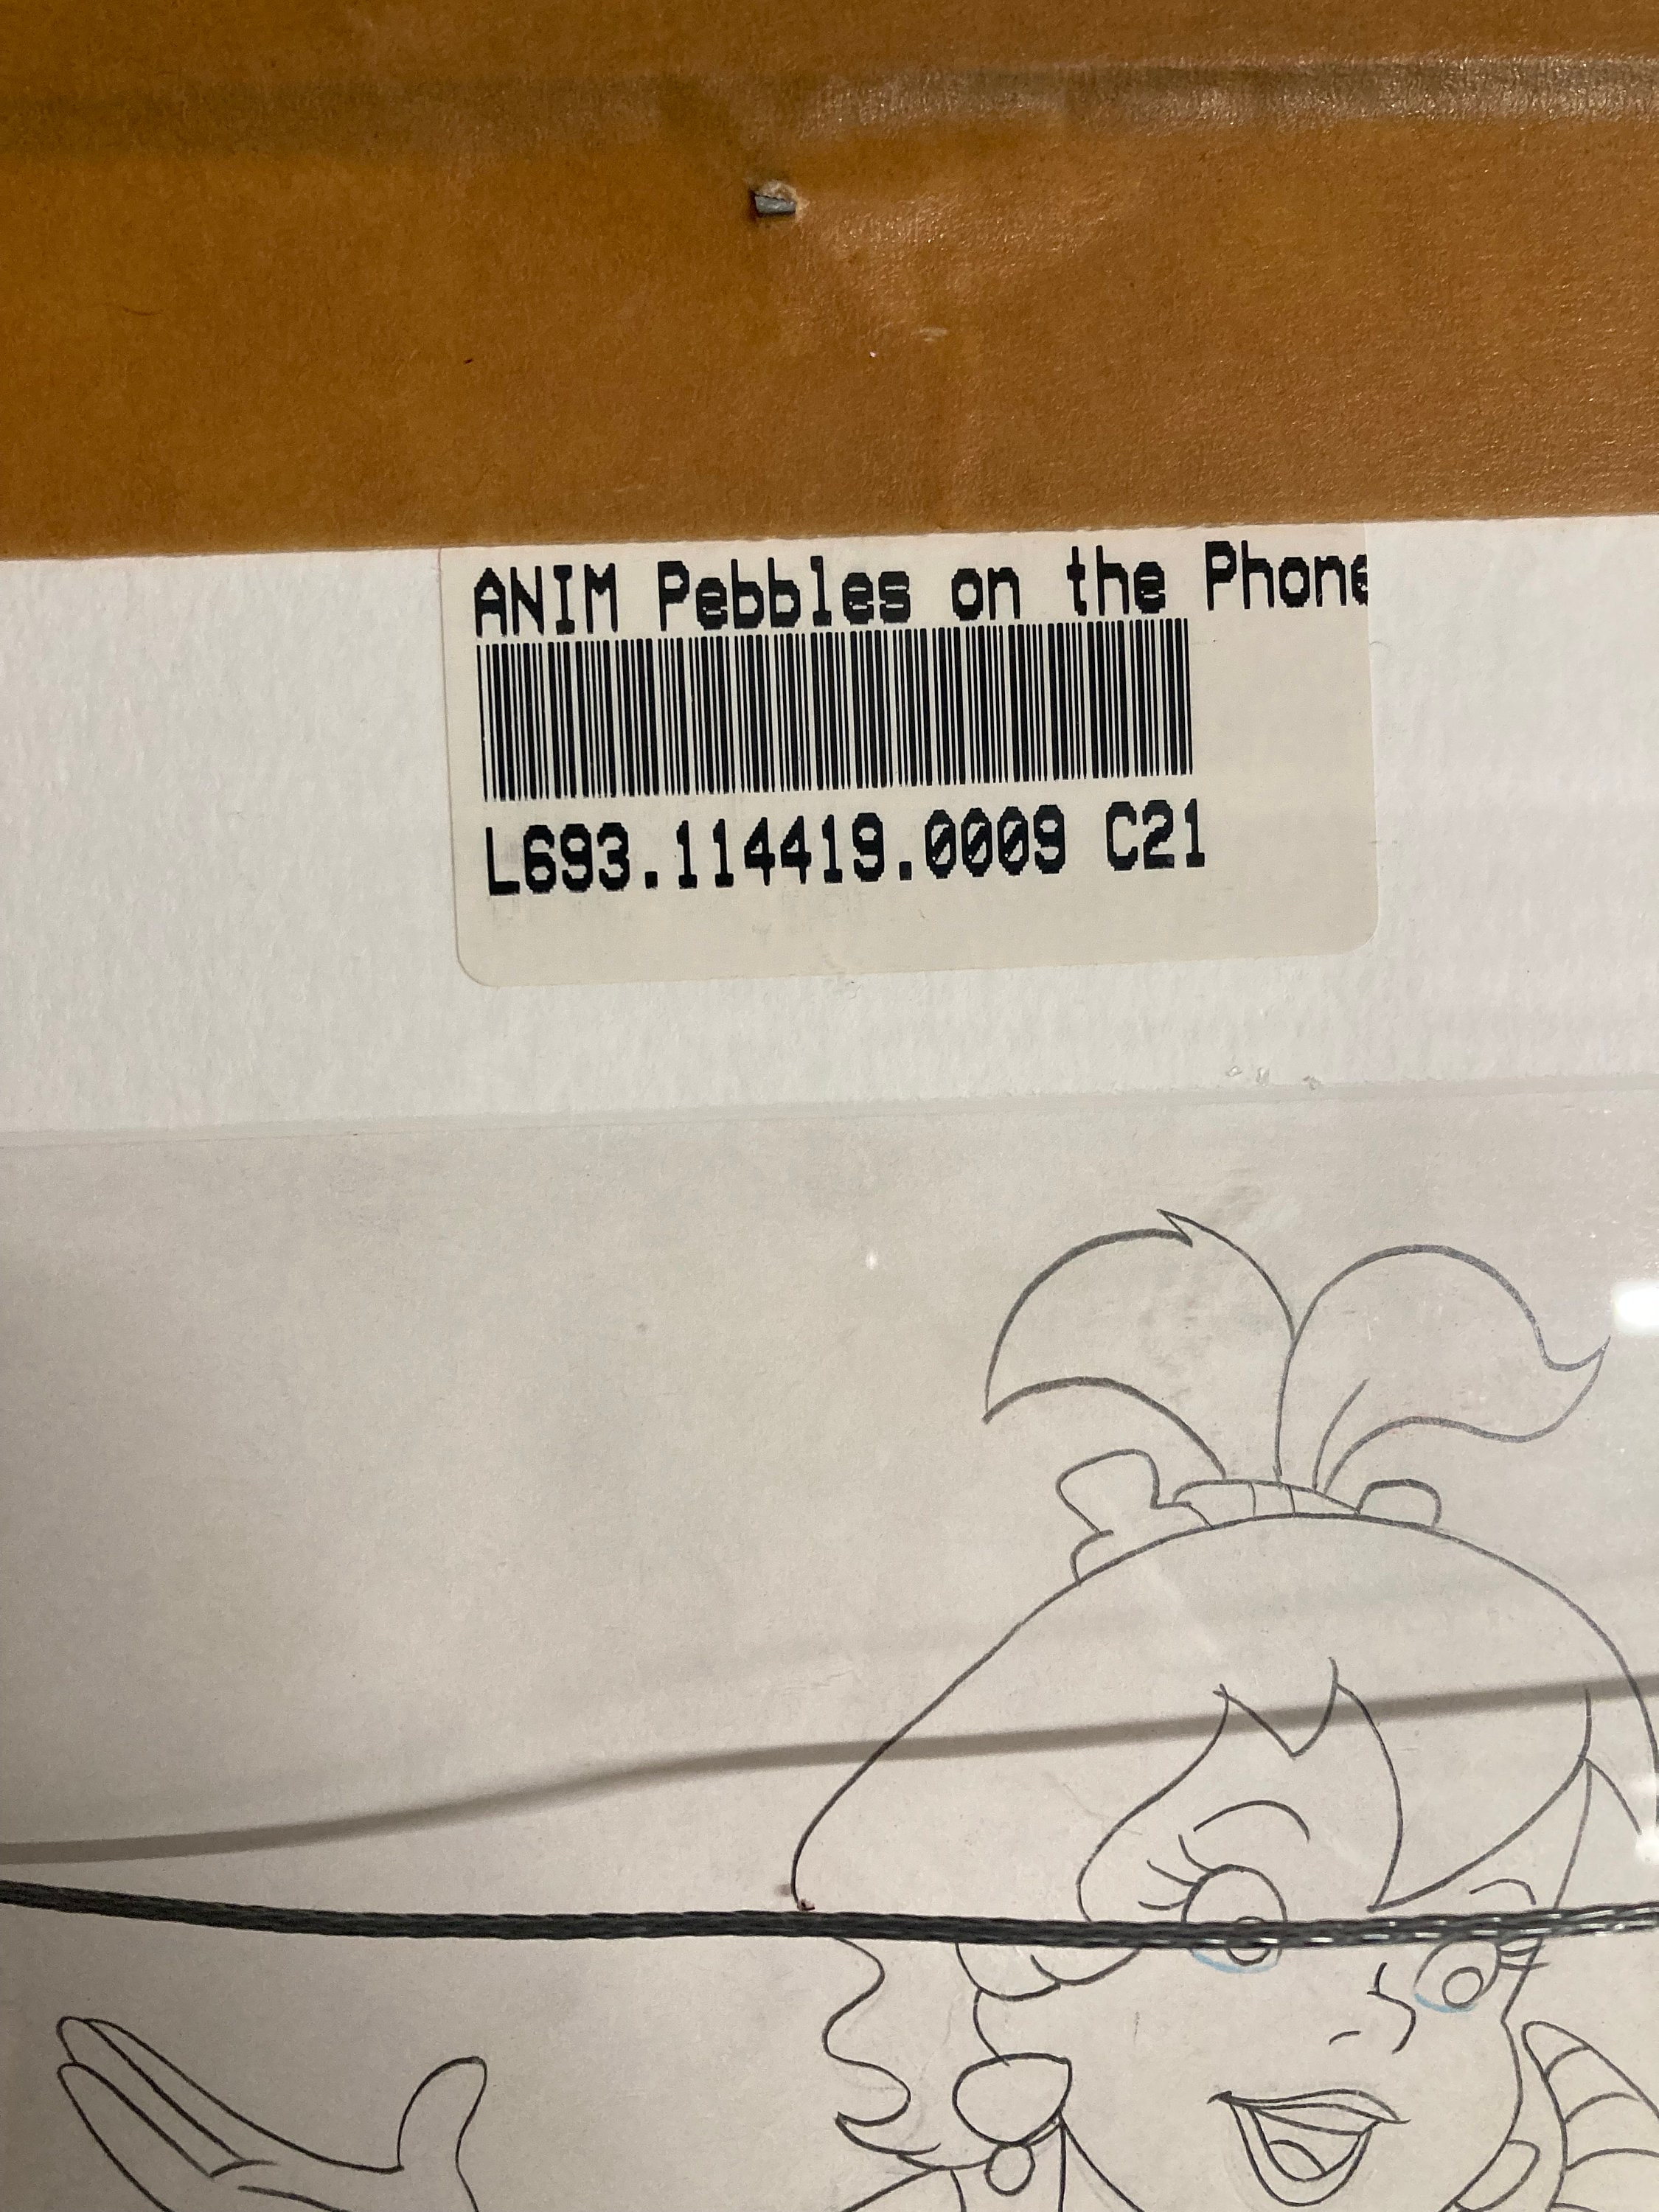 ANIM Pebbles on the Phone
L693.114419.0009 C21